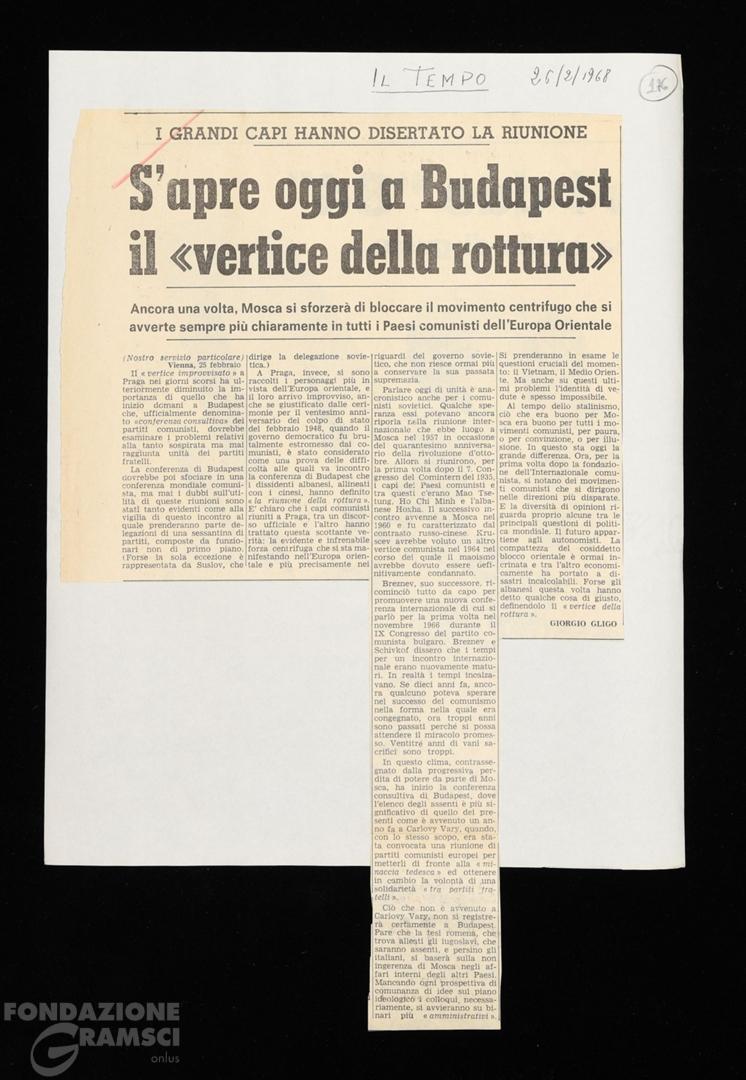 IL TEMPO
26/2/1968
176
I GRANDI CAPI HANNO DISERTATO LA RIUNIONE
S'apre oggi a Budapest
il «vertice della rottura»
Ancora una volta, Mosca si sforzerà di bloccare il movimento centrifugo che si
avverte sempre più chiaramente in tutti i Paesi comunisti dell'Europa Orientale
(Nostro servizio particolare)
Vienna, 25 febbraio
Il «vertice improvvisato» a
Praga nei giorni scorsi ha ul-
teriormente diminuito la im-
portanza di quello che ha
inizio domani a Budapest
che, ufficialmente denomina-
to «conferenza consultiva» dei
partiti comunisti, dovrebbe
esaminare i problemi relativi
alla tanto sospirata ma mai
raggiunta unità dei partiti
fratelli.
La conferenza di Budapest
dovrebbe poi sfociare in una
conferenza mondiale comuni-
sta, ma mai i dubbi sull'uti-
lità di queste riunioni sono
stati tanto evidenti come alla
vigilia di questo incontro al
quale prenderanno parte de-
legazioni di una sessantina di
partiti, composte da funzio-
nari non di primo piano.
(Forse la sola eccezione è
rappresentata da Suslov, che
dirige la delegazione sovie-
tica.)
A Praga, invece, si sono
raccolti i personaggi più in
vista dell'Europa orientale, e
il loro arrivo improvviso, an-
che se giustificato dalle ceri-
monie per il ventesimo anni-
versario del colpo di stato
del febbraio 1948, quando il
governo democratico fu bru-
talmente estromesso dai co-
munisti, è stato considerato
come una prova delle diffi-
coltà alle quali va incontro
la conferenza di Budapest che
i dissidenti albanesi, allineati
con i cinesi, hanno definito
«la riunione della rottura».
E' chiaro che i capi comunisti
riuniti a Praga, tra un discor-
so ufficiale e l'altro hanno
trattato questa scottante ve-
rità: la evidente e infrenabile
forza centrifuga che si sta ma-
nifestando nell'Europa orien-
tale e più precisamente nei
riguardi del governo sovie-
tico, che non riesce ormai più
a conservare la sua passata
supremazia.
Parlare oggi di unità è ana-
cronistico anche per i comu-
nisti sovietici. Qualche spe-
ranza essi potevano ancora
riporla nella riunione inter-
nazionale che ebbe luogo a
Mosca nel 1957 in occasione
del quarantesimo anniversa-
rio della rivoluzione d'otto-
bre. Allora si riunirono, per
la prima volta dopo il 7. Con-
gresso del Comintern del 1935,
i capi dei Paesi comunisti e
tra questi c'erano Mao Tse-
tung, Ho Chi Minh e l'alba-
nese Hoxha. Il successivo in-
contro avvenne a Mosca nel
1960 e fu caratterizzato dal
contrasto russo-cinese. Kru-
scev avrebbe voluto un altro
vertice comunista nel 1964 nel
corso del quale il maoismo
avrebbe dovuto essere defi-
nitivamente condannato.
Breznev, suo successore, ri-
cominciò tutto da capo per
promuovere una nuova confe-
renza internazionale di cui si
parlò per la prima volta nel
novembre 1966 durante il
IX Congresso del partito co-
munista bulgaro. Breznev e
Schivkof dissero che i tempi
per un incontro internazio-
nale erano nuovamente matu-
ri. In realtà i tempi incalza-
vano. Se dieci anni fa, anco-
ra qualcuno poteva sperare
nel successo del comunismo
nella forma nella quale era
congegnato, ora troppi anni
sono passati perché si possa
attendere il miracolo promes-
so. Ventitré anni di vani sa-
crifici sono troppi.
In questo clima, contrasse-
gnato dalla progressiva per-
dita di potere da parte di Mo-
sca, ha inizio la conferenza
consultiva di Budapest, dove
l'elenco degli assenti è più si-
gnificativo di quello dei pre-
senti come è avvenuto un an-
no fa a Carlovy Vary, quando,
con lo stesso scopo, era sta-
ta convocata una riunione di
partiti comunisti europei per
metterli di fronte alla «mi-
naccia tedesca» ed ottenere
in cambio la volontà di una
solidarietà «tra partiti fra-
telli».
Ciò che non è avvenuto a
Carlovy Vary, non si registre-
rà certamente a Budapest.
Pare che la tesi romena, che
trova alleati gli iugoslavi, che
saranno assenti, e persino gli
italiani, si baserà sulla non
ingerenza di Mosca negli af-
fari interni degli altri Paesi.
Mancando ogni prospettiva di
comunanza di idee sul piano
ideologico i colloqui, necessa-
riamente, si avvieranno su bi-
nari più «amministrativi».
Si prenderanno in esame le
questioni cruciali del momen-
to: il Vietnam, il Medio Orien-
te. Ma anche su questi ulti-
mi problemi l'identità di ve-
dute è spesso impossibile.
Al tempo dello stalinismo,
ciò che era buono per Mo-
sca era buono per tutti i mo-
vimenti comunisti, per paura,
o per convinzione, o per illu-
sione. In questo sta oggi la
grande differenza. Ora, per la
prima volta dopo la fondazio-
ne dell'Internazionale comu-
nista, si notano dei movimen-
ti comunisti che si dirigono
nelle direzioni più disparate.
E la diversità di opinioni ri-
guarda proprio alcune tra le
principali questioni di politi-
ca mondiale. Il futuro appar-
tiene agli autonomisti. La
compattezza del cosiddetto
blocco orientale è ormai in-
crinata e tra l'altro economi-
camente ha portato a di-
sastri incalcolabili. Forse gli
albanesi questa volta hanno
detto qualche cosa di giusto,
definendolo il «vertice della
rottura».
GIORGIO GLIGO
FONDAZIONE
GRAMSCI
onlus